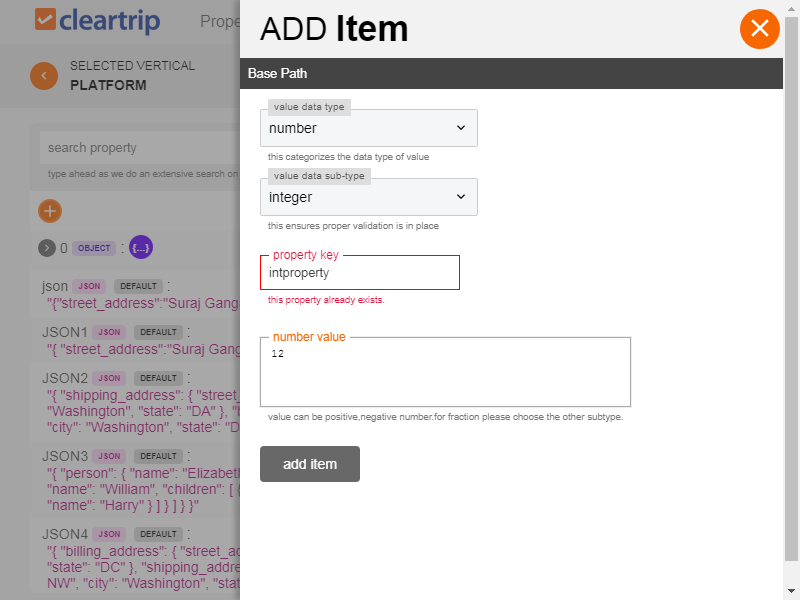 cleartrip
Prope
ADD Item
SELECTED VERTICAL
PLATFORM
Base Path
search property
type ahead as we do an extensive search on
0 OBJECT : {...}
json JSON DEFAULT :
"{"street_address":"Suraj Gang
JSON1 JSON DEFAULT :
"{ "street_address":"Suraj Gang
JSON2 JSON DEFAULT :
"{ "shipping_address": { "street_
"Washington", "state": "DA" }, "b
"city": "Washington", "state": "D
JSON3 JSON DEFAULT :
"{ "person": { "name": "Elizabeth
"name": "William", "children": [ {
"name": "Harry" } ] } ] } }"
JSON4 JSON DEFAULT :
"{ "billing_address": { "street_ad
"state": "DC" }, "shipping_addre
NW", "city": "Washington", "stat
value data type
number
this categorizes the data type of value
value data sub-type
integer
this ensures proper validation is in place
property key
intproperty
this property already exists.
number value
12
value can be positive,negative number.for fraction please choose the other subtype.
add item